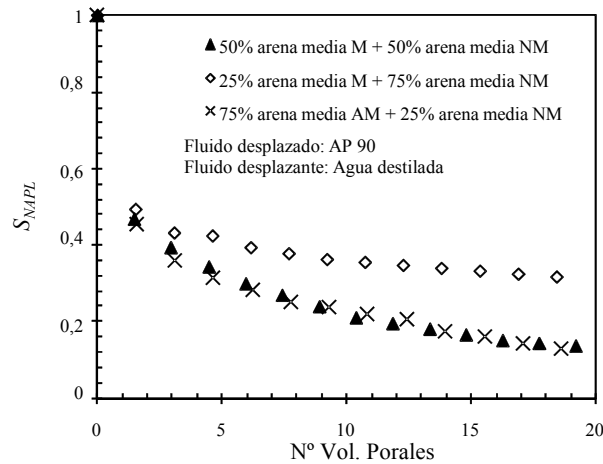 1
50% arena media M + 50% arena media NM
25% arena media M + 75% arena media NM
75% arena media AM + 25% arena media NM
Fluido desplazado: AP 90
Fluido desplazante: Agua destilada
0,8
0,6
0,4
0,2
0
S_NAPL
0 5 10 15 20
Nº Vol. Porales